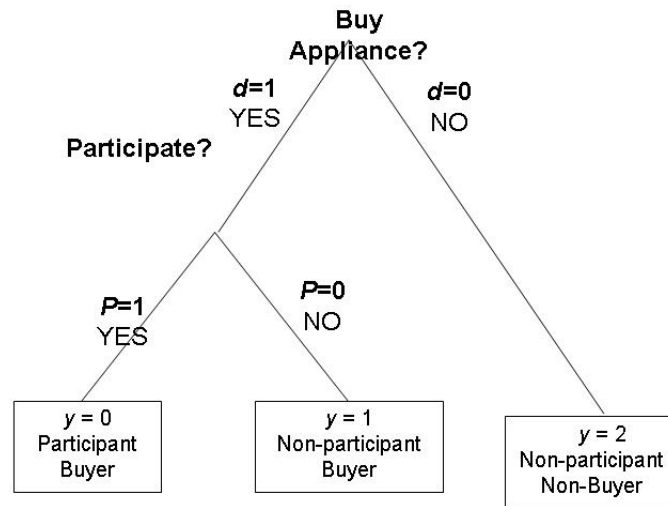 Buy
Appliance?
d=1
YES
d=0
NO
Participate?
P=1
YES
P=0
NO
y = 0
Participant
Buyer
y = 1
Non-participant
Buyer
y = 2
Non-participant
Non-Buyer